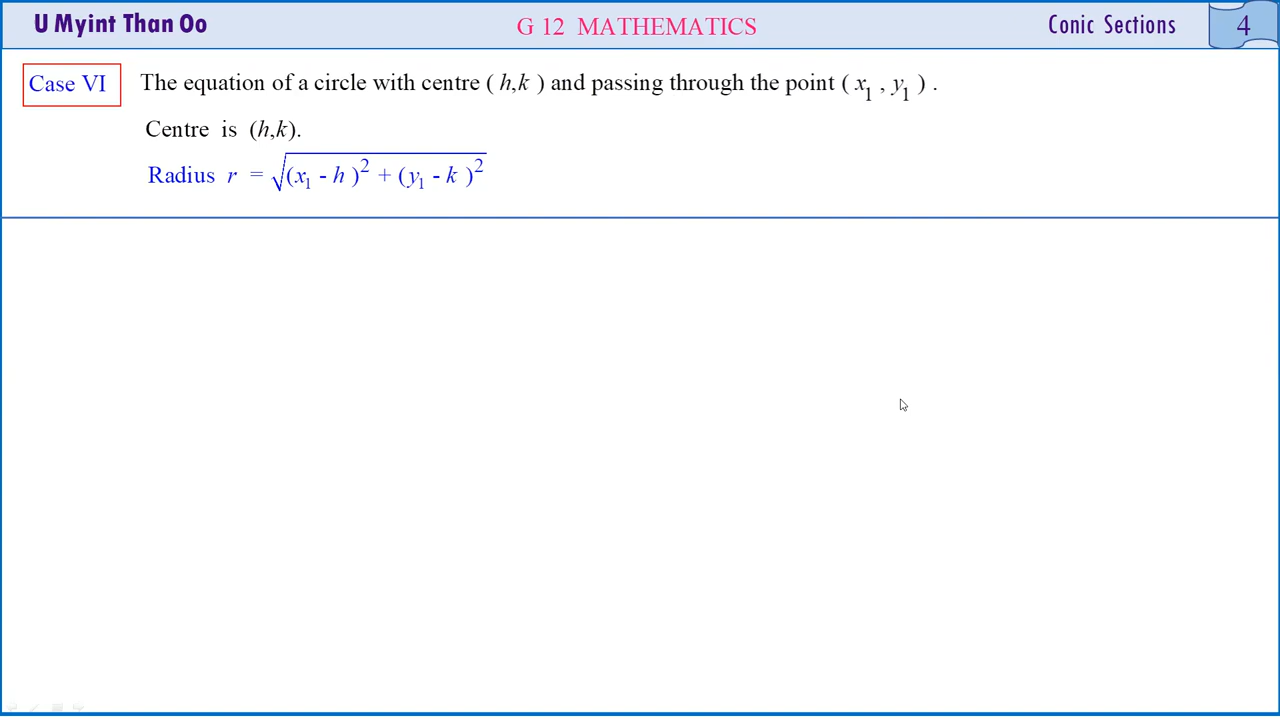 U Myint Than Oo G 12 MATHEMATICS Conic Sections 4
Case VI The equation of a circle with centre ( h,k ) and passing through the point ( x₁ , y₁ ) .
Centre is (h,k).
Radius r = √(x₁ - h )² + (y₁ - k )²